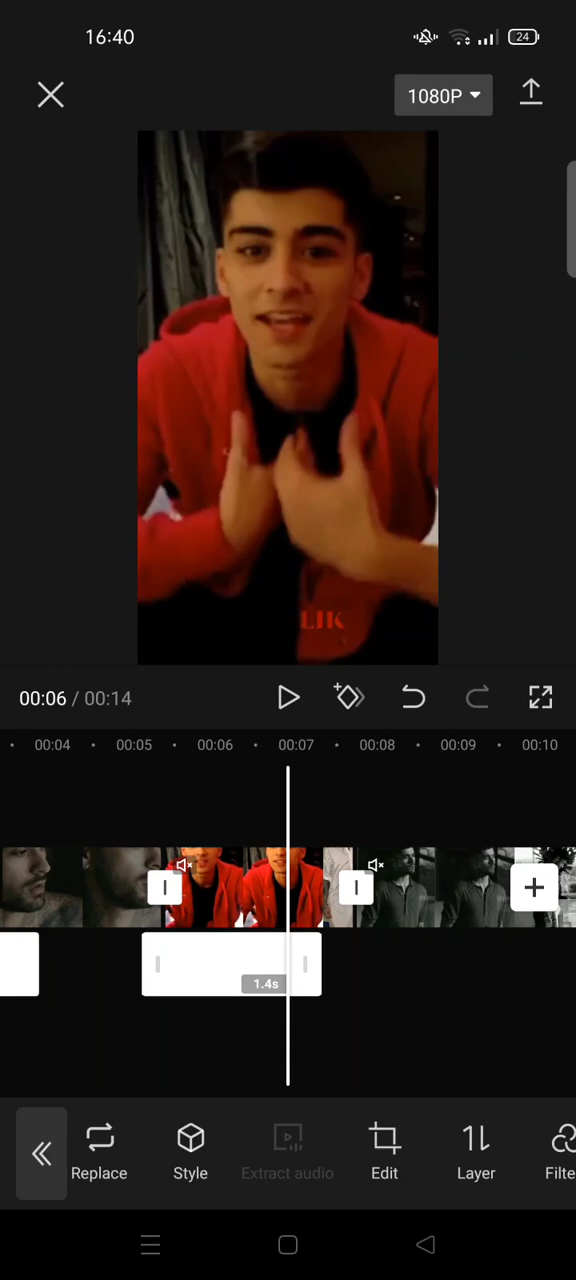 16:40
24
1080P
LIK
00:06 / 00:14
00:04 00:05 00:06 00:07 00:08 00:09 00:10
1.4s
Replace Style Extract audio Edit Layer Filte